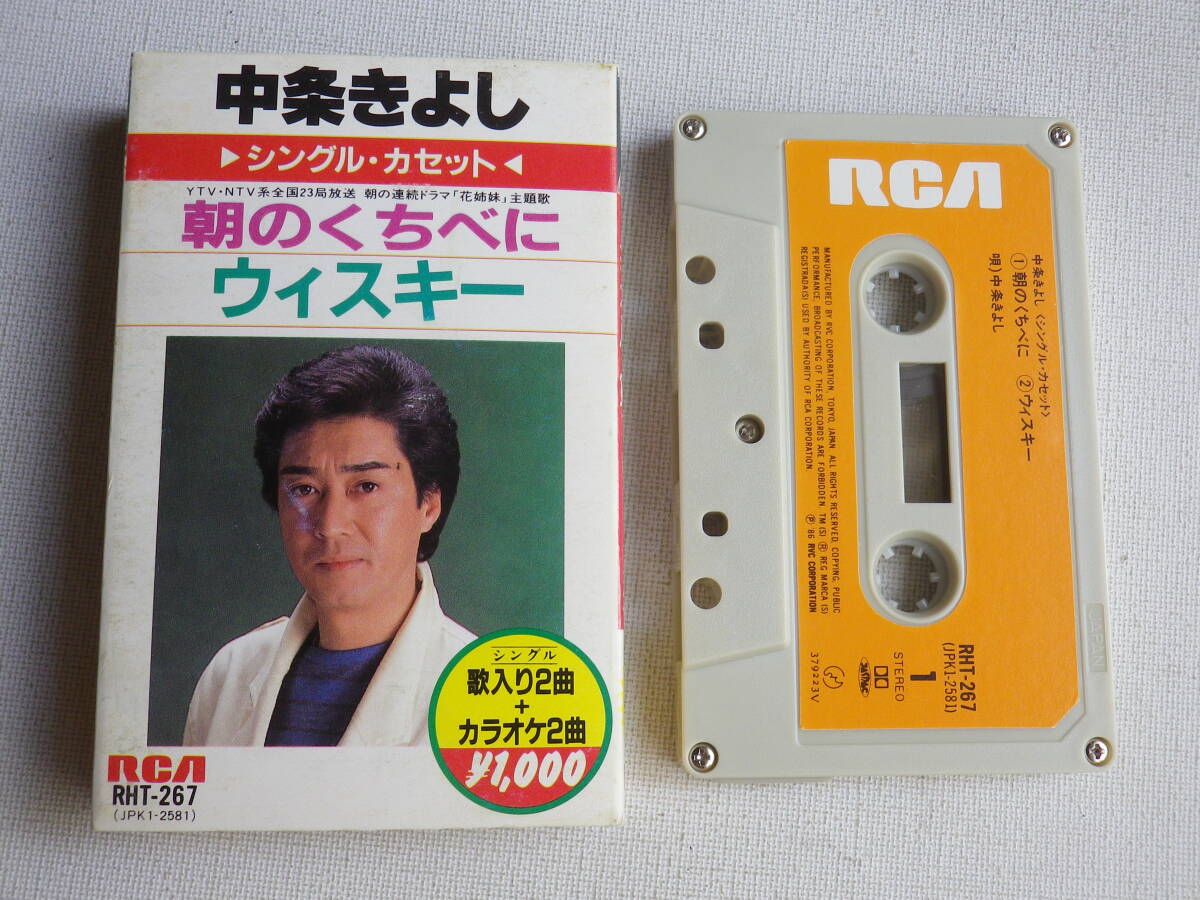 中条きよし
▶シングル・カセット◀
YTV・NTV系全国23局放送 朝の連続ドラマ「花姉妹」主題歌
朝のくちべに
ウィスキー
シングル
歌入り2曲
+
カラオケ2曲
¥1,000
RCA
RHT-267
(JPK1-2581)
RCA
中条きよし〈シングル・カセット〉
①朝のくちべに ②ウィスキー
唄)中条きよし
MANUFACTURED BY RVC CORPORATION, TOKYO, JAPAN. ALL RIGHTS RESERVED, COPYING, PUBLIC
PERFORMANCE, BROADCASTING OF THESE RECORDS ARE FORBIDDEN. TM(S) Ⓡ REG MARCA(S)
REGISTRADA(S) USED BY AUTHORITY OF RCA CORPORATION. Ⓟ '86 RVC CORPORATION
RHT-267
(JPK1-2581)
1
STEREO
379223V
JAPAN